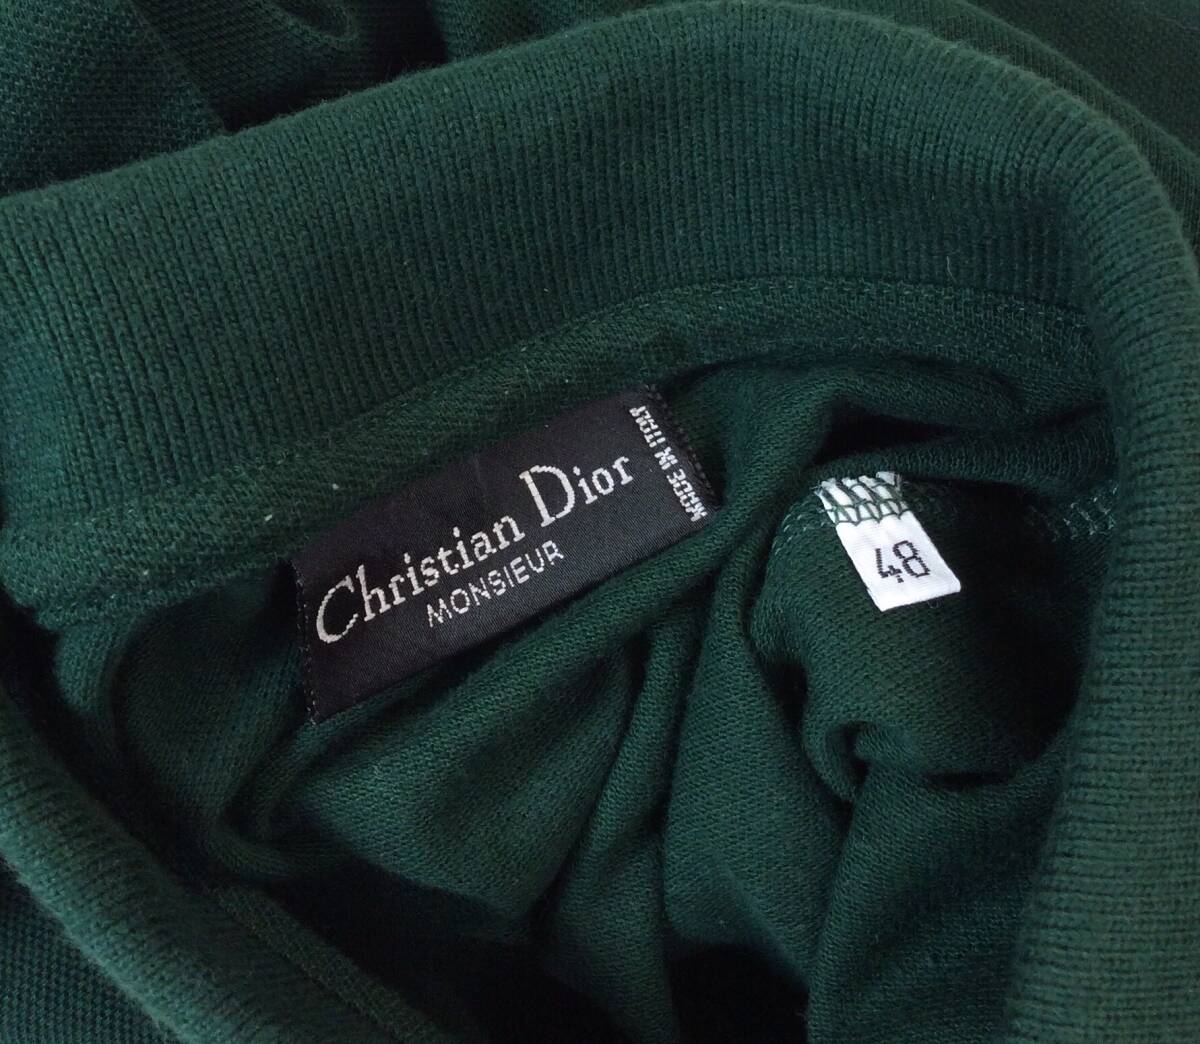 Christian Dior
MONSIEUR
MADE IN ITALY
48